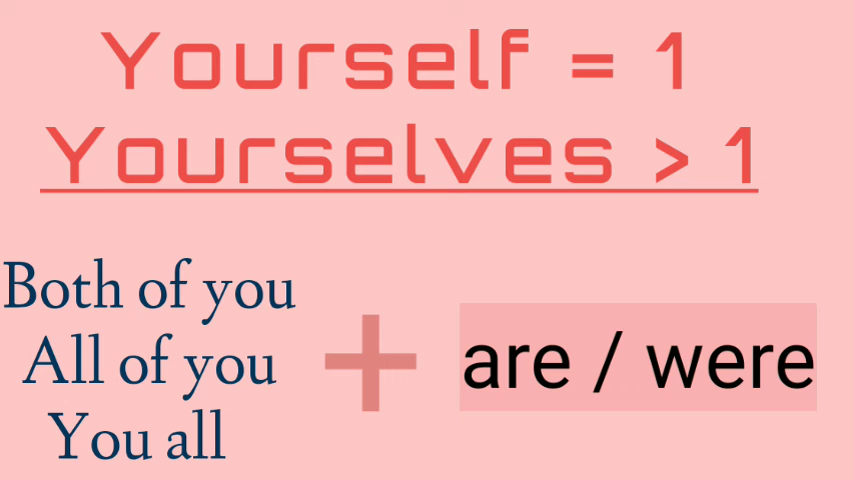 Yourself = 1
Yourselves > 1
Both of you
All of you
You all
+
are / were